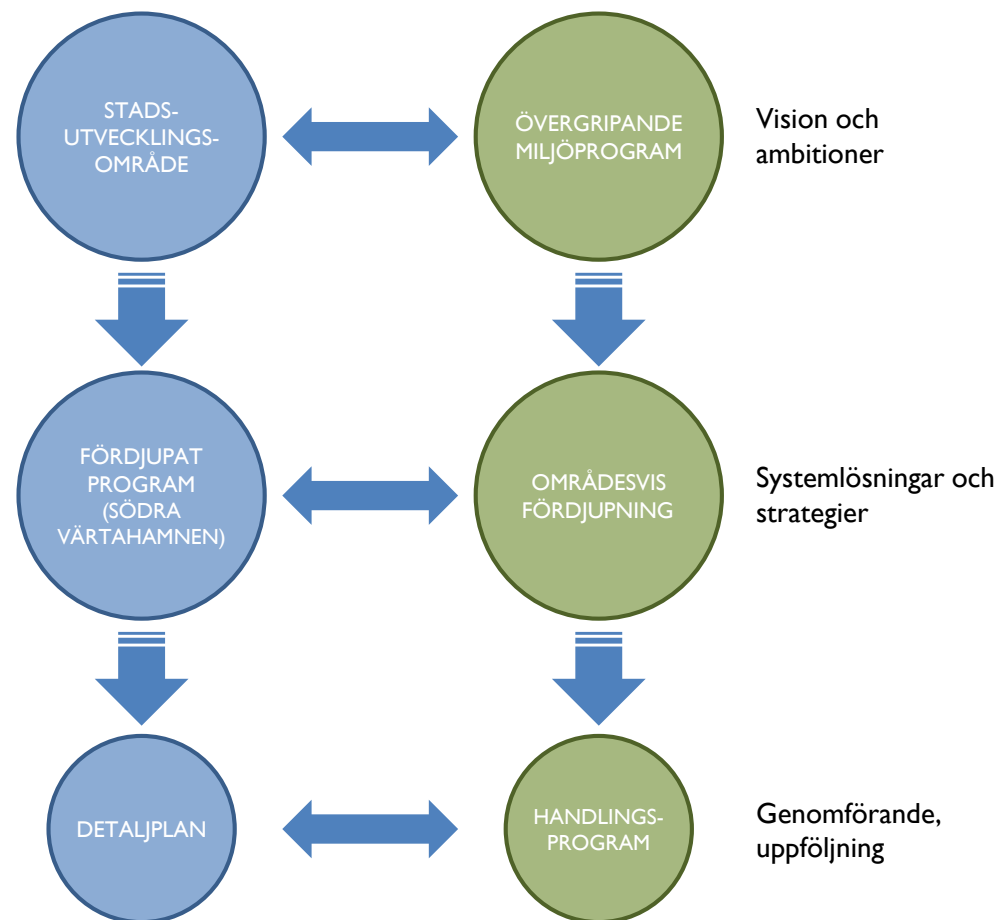 STADS-
UTVECKLINGS-
OMRÅDE
ÖVERGRIPANDE
MILJÖPROGRAM
Vision och
ambitioner
FÖRDJUPAT
PROGRAM
(SÖDRA
VÄRTAHAMNEN)
OMRÅDESVIS
FÖRDJUPNING
Systemlösningar och
strategier
DETALJPLAN
HANDLINGS-
PROGRAM
Genomförande,
uppföljning